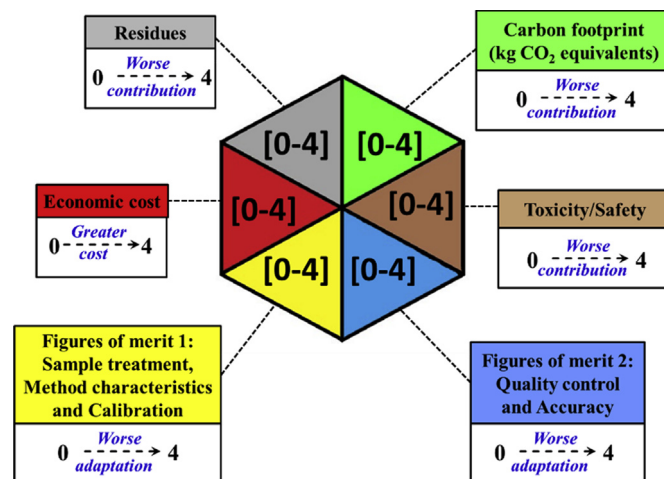 Residues
Worse
0 4
contribution
Carbon footprint
(kg CO2 equivalents)
Worse
0 4
contribution
[0-4]
[0-4]
Economic cost
Greater
0 4
cost
[0-4]
[0-4]
Toxicity/Safety
Worse
0 4
contribution
[0-4]
[0-4]
Figures of merit 1:
Sample treatment,
Method characteristics
and Calibration
Worse
0 4
adaptation
Figures of merit 2:
Quality control
and Accuracy
Worse
0 4
adaptation